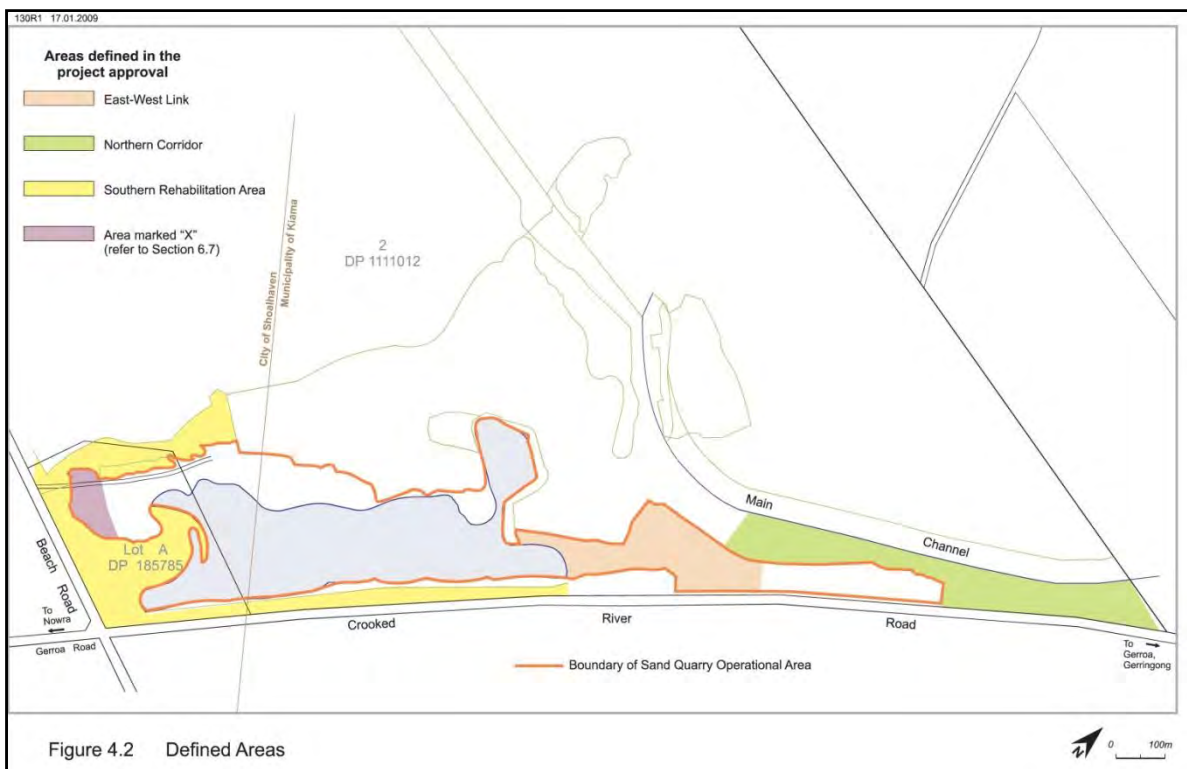 130R1 17.01.2009
Areas defined in the
project approval
East-West Link
Northern Corridor
Southern Rehabilitation Area
Area marked "X"
(refer to Section 6.7)
City of Shoalhaven
Municipality of Kiama
2
DP 1111012
Main
Channel
Lot A
DP 185785
Beach Road
To
Nowra
Gerroa Road
Crooked River Road
To
Gerroa,
Gerringong
Boundary of Sand Quarry Operational Area
Figure 4.2 Defined Areas
N
0 100m